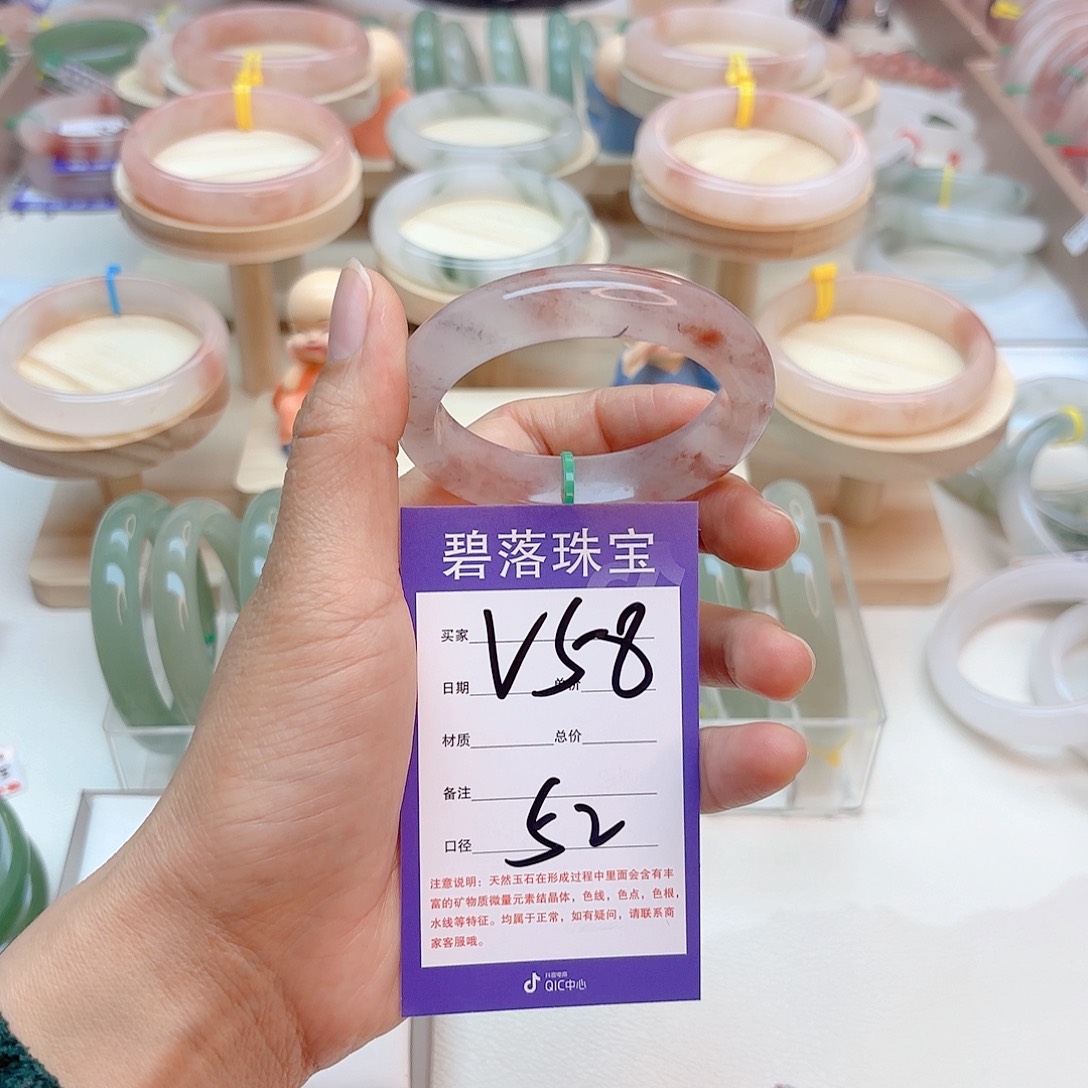 碧落珠宝
买家
V58
日期 单价
材质 总价
备注
52
口径
注意说明：天然玉石在形成过程中里面会含有丰
富的矿物质微量元素结晶体，色线，色点，色根，
水线等特征。均属于正常，如有疑问，请联系商
家客服哦。
抖音电商
QIC中心